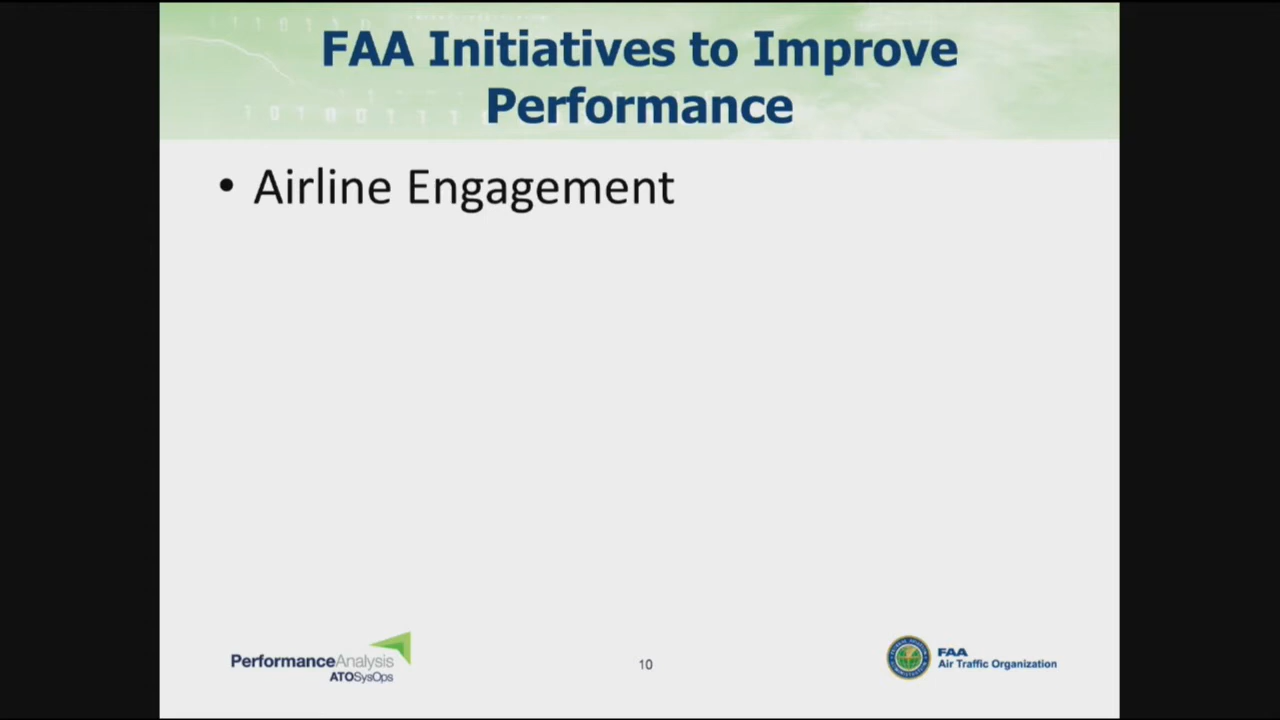 FAA Initiatives to Improve
Performance
• Airline Engagement
PerformanceAnalysis
ATOSysOps
10
FAA
Air Traffic Organization